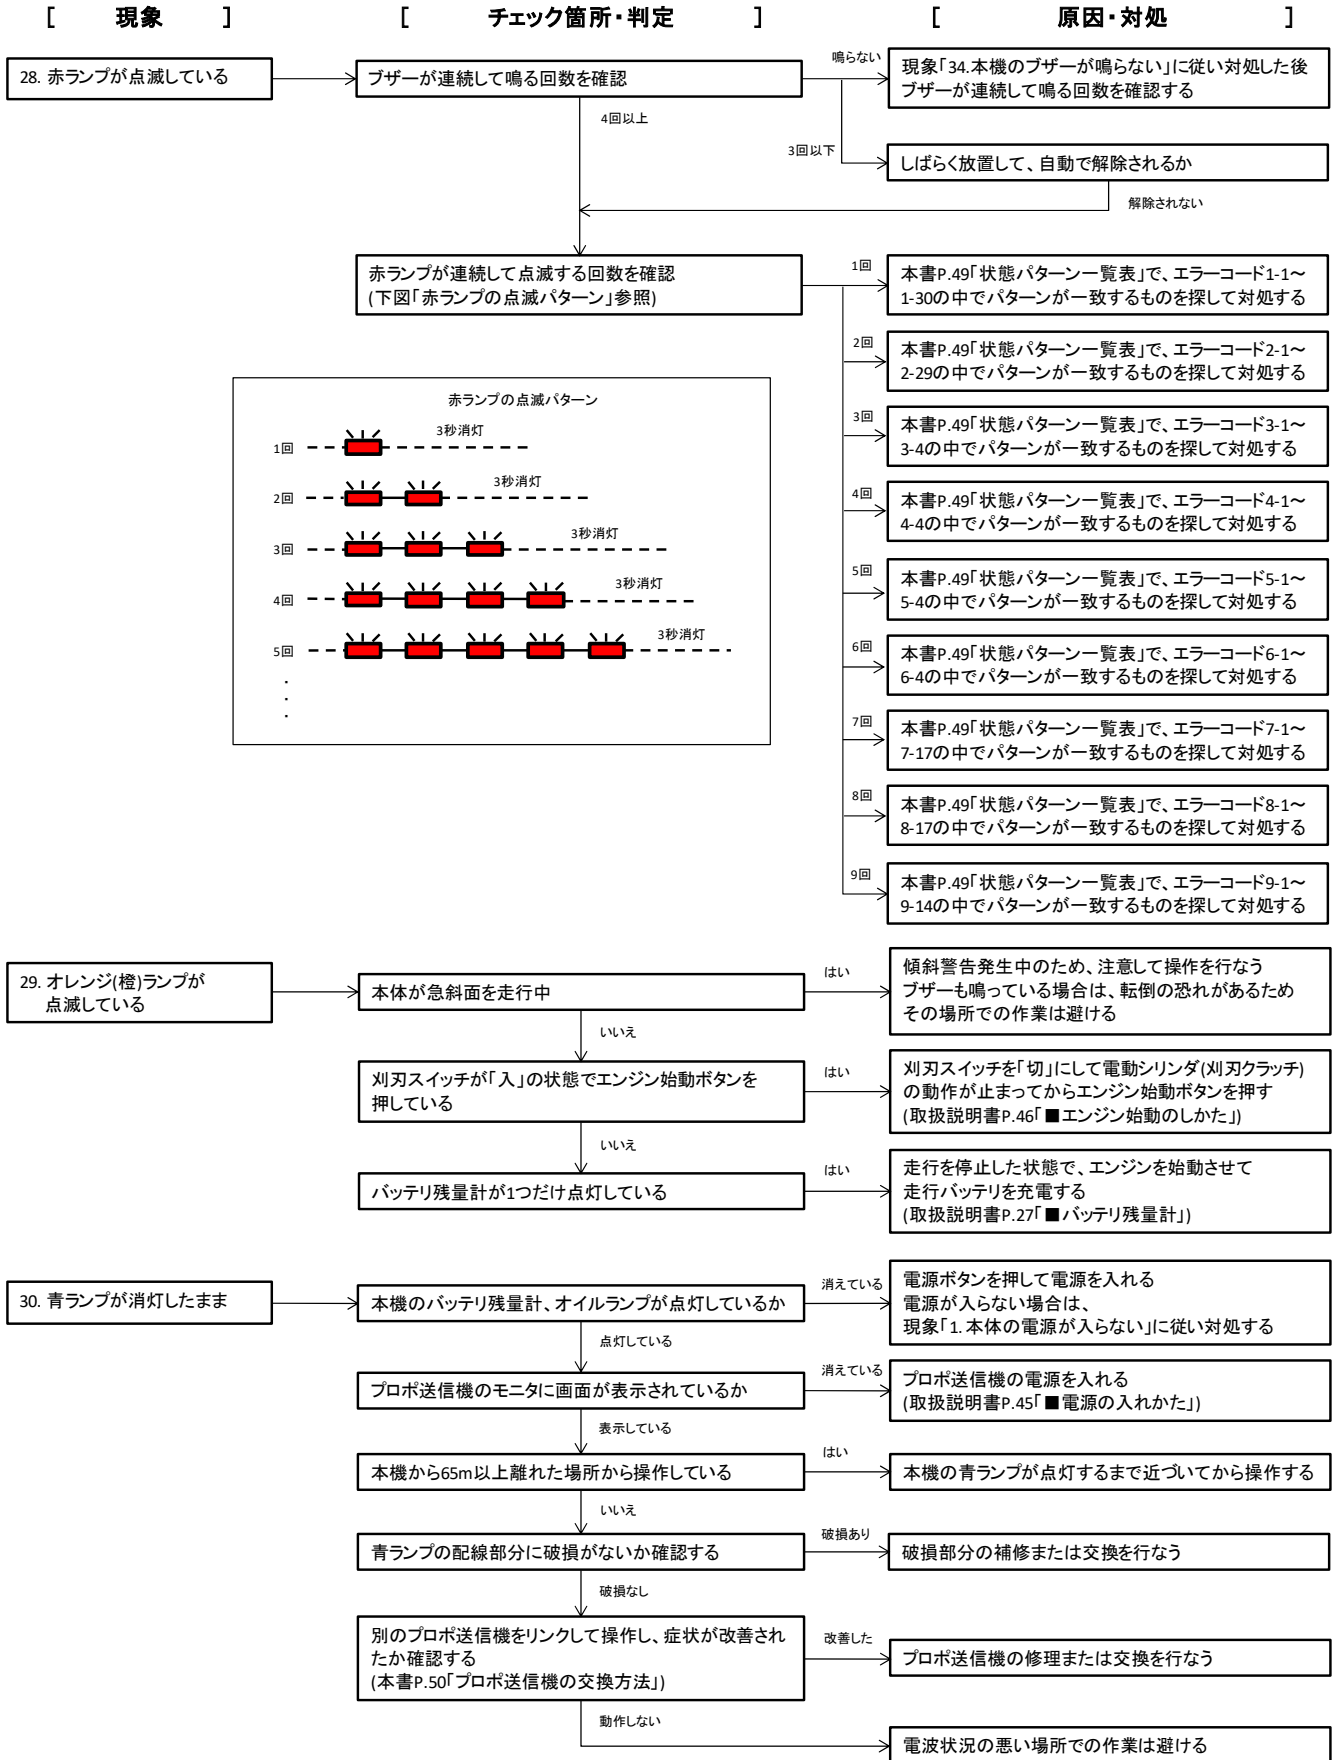 [ 現象 ]
[ チェック箇所・判定 ]
[ 原因・対処 ]
28. 赤ランプが点滅している
ブザーが連続して鳴る回数を確認
鳴らない
現象「34.本機のブザーが鳴らない」に従い対処した後
ブザーが連続して鳴る回数を確認する
4回以上
3回以下
しばらく放置して、自動で解除されるか
解除されない
赤ランプが連続して点滅する回数を確認
(下図「赤ランプの点滅パターン」参照)
1回
本書P.49「状態パターン一覧表」で、エラーコード1-1～
1-30の中でパターンが一致するものを探して対処する
2回
本書P.49「状態パターン一覧表」で、エラーコード2-1～
2-29の中でパターンが一致するものを探して対処する
3回
本書P.49「状態パターン一覧表」で、エラーコード3-1～
3-4の中でパターンが一致するものを探して対処する
4回
本書P.49「状態パターン一覧表」で、エラーコード4-1～
4-4の中でパターンが一致するものを探して対処する
5回
本書P.49「状態パターン一覧表」で、エラーコード5-1～
5-4の中でパターンが一致するものを探して対処する
6回
本書P.49「状態パターン一覧表」で、エラーコード6-1～
6-4の中でパターンが一致するものを探して対処する
7回
本書P.49「状態パターン一覧表」で、エラーコード7-1～
7-17の中でパターンが一致するものを探して対処する
8回
本書P.49「状態パターン一覧表」で、エラーコード8-1～
8-17の中でパターンが一致するものを探して対処する
9回
本書P.49「状態パターン一覧表」で、エラーコード9-1～
9-14の中でパターンが一致するものを探して対処する
赤ランプの点滅パターン
1回 3秒消灯
2回 3秒消灯
3回 3秒消灯
4回 3秒消灯
5回 3秒消灯
・
・
・
29. オレンジ(橙)ランプが
点滅している
本体が急斜面を走行中
はい
傾斜警告発生中のため、注意して操作を行なう
ブザーも鳴っている場合は、転倒の恐れがあるため
その場所での作業は避ける
いいえ
刈刃スイッチが「入」の状態でエンジン始動ボタンを
押している
はい
刈刃スイッチを「切」にして電動シリンダ(刈刃クラッチ)
の動作が止まってからエンジン始動ボタンを押す
(取扱説明書P.46「■エンジン始動のしかた」)
いいえ
バッテリ残量計が1つだけ点灯している
はい
走行を停止した状態で、エンジンを始動させて
走行バッテリを充電する
(取扱説明書P.27「■バッテリ残量計」)
30. 青ランプが消灯したまま
本機のバッテリ残量計、オイルランプが点灯しているか
消えている
電源ボタンを押して電源を入れる
電源が入らない場合は、
現象「1. 本体の電源が入らない」に従い対処する
点灯している
プロポ送信機のモニタに画面が表示されているか
消えている
プロポ送信機の電源を入れる
(取扱説明書P.45「■電源の入れかた」)
表示している
本機から65m以上離れた場所から操作している
はい
本機の青ランプが点灯するまで近づいてから操作する
いいえ
青ランプの配線部分に破損がないか確認する
破損あり
破損部分の補修または交換を行なう
破損なし
別のプロポ送信機をリンクして操作し、症状が改善され
たか確認する
(本書P.50「プロポ送信機の交換方法」)
改善した
プロポ送信機の修理または交換を行なう
動作しない
電波状況の悪い場所での作業は避ける